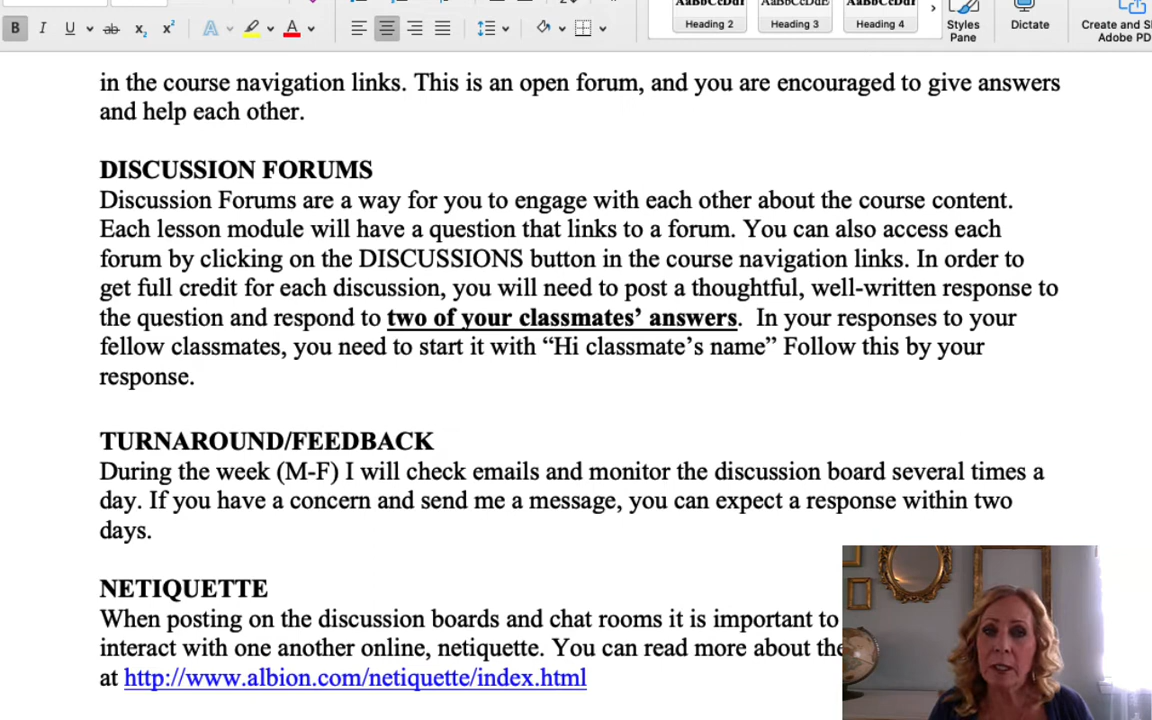 AaBbCcDdEe
AaBbCcDdE
AaBbCcDdEe
Heading 2
Heading 3
Heading 4
Styles
Pane
Dictate
Create and S
Adobe PD
B I U ab x₂ x² A A
in the course navigation links. This is an open forum, and you are encouraged to give answers
and help each other.
DISCUSSION FORUMS
Discussion Forums are a way for you to engage with each other about the course content.
Each lesson module will have a question that links to a forum. You can also access each
forum by clicking on the DISCUSSIONS button in the course navigation links. In order to
get full credit for each discussion, you will need to post a thoughtful, well-written response to
the question and respond to two of your classmates’ answers.  In your responses to your
fellow classmates, you need to start it with “Hi classmate’s name” Follow this by your
response.
TURNAROUND/FEEDBACK
During the week (M-F) I will check emails and monitor the discussion board several times a
day. If you have a concern and send me a message, you can expect a response within two
days.
NETIQUETTE
When posting on the discussion boards and chat rooms it is important to
interact with one another online, netiquette. You can read more about the
at http://www.albion.com/netiquette/index.html